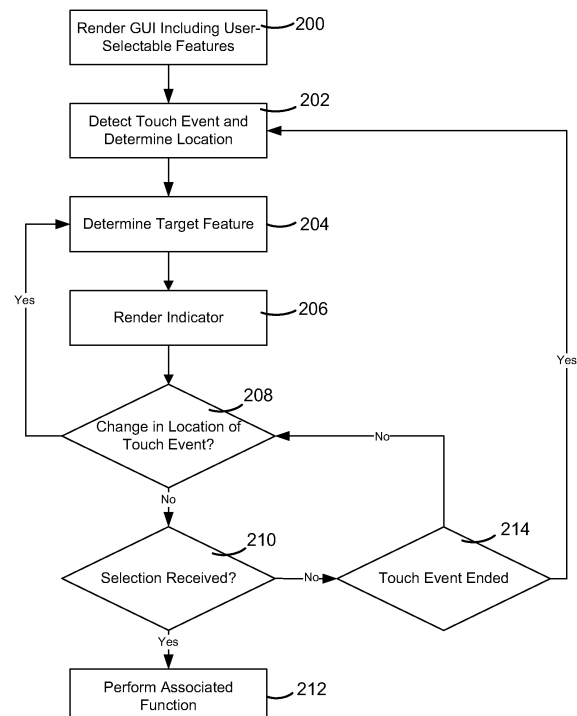 Render GUI Including User-
Selectable Features
200
Detect Touch Event and
Determine Location
202
Determine Target Feature
204
Yes
Render Indicator
206
Yes
Change in Location of
Touch Event?
208
No
No
Selection Received?
210
No
Touch Event Ended
214
Yes
Perform Associated
Function
212